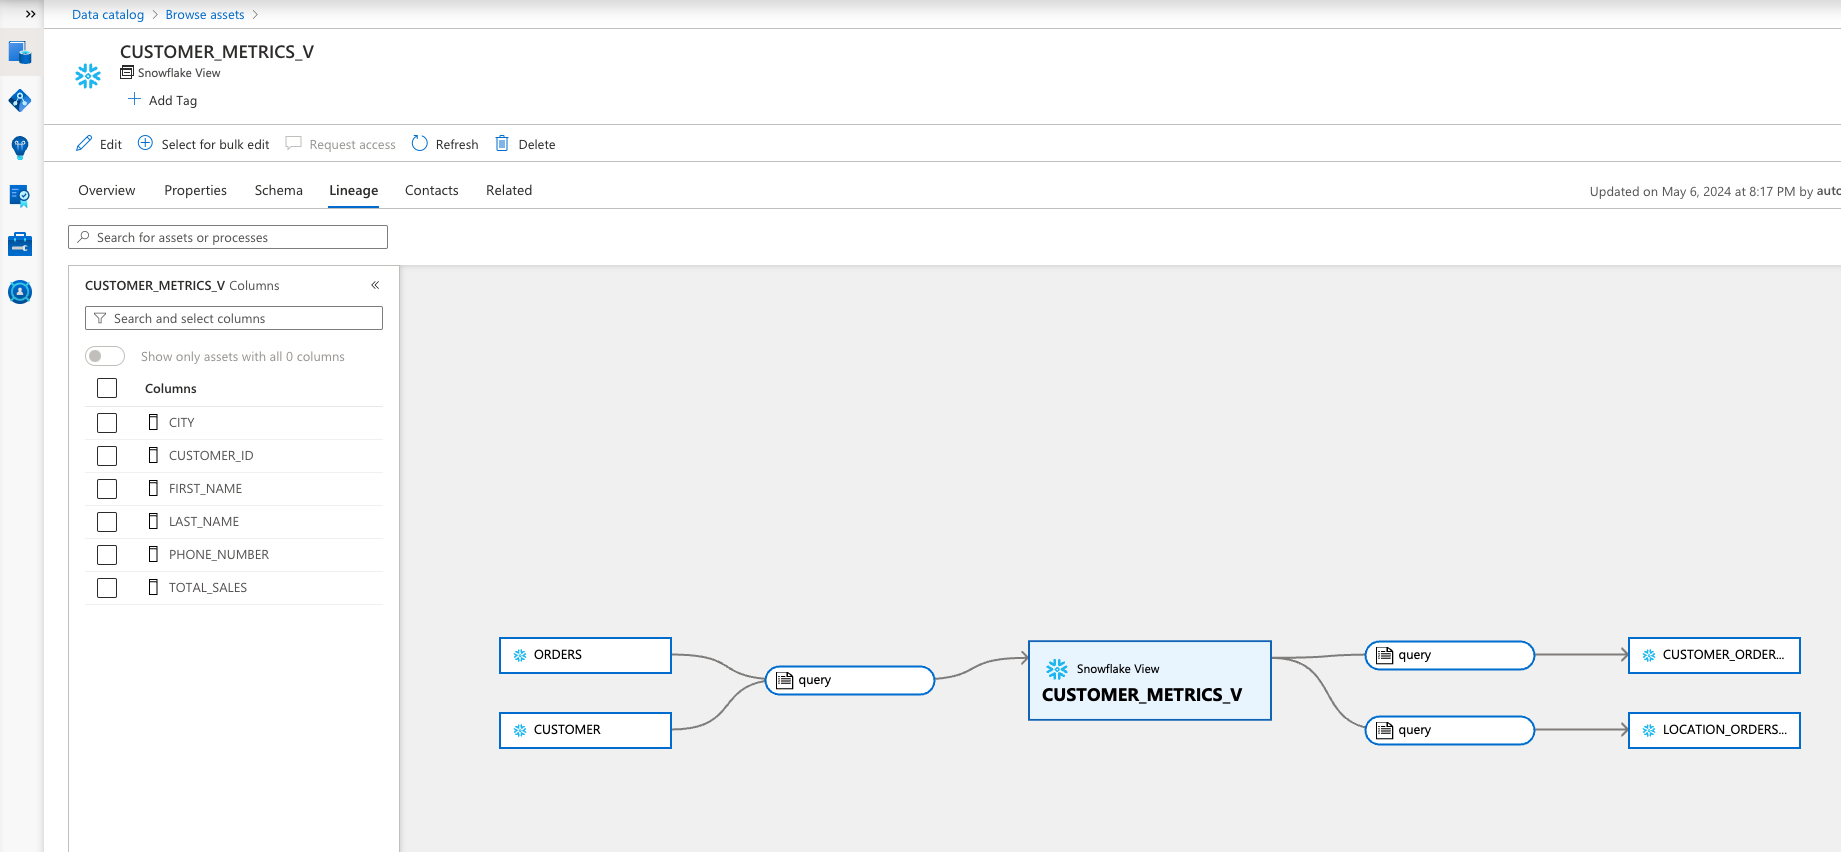 Data catalog > Browse assets >
CUSTOMER_METRICS_V
Snowflake View
Add Tag
Edit Select for bulk edit Request access Refresh Delete
Overview Properties Schema Lineage Contacts Related
Updated on May 6, 2024 at 8:17 PM by auto
Search for assets or processes
CUSTOMER_METRICS_V Columns
Search and select columns
Show only assets with all 0 columns
Columns
CITY
CUSTOMER_ID
FIRST_NAME
LAST_NAME
PHONE_NUMBER
TOTAL_SALES
ORDERS
CUSTOMER
query
Snowflake View
CUSTOMER_METRICS_V
query
CUSTOMER_ORDER...
query
LOCATION_ORDERS...